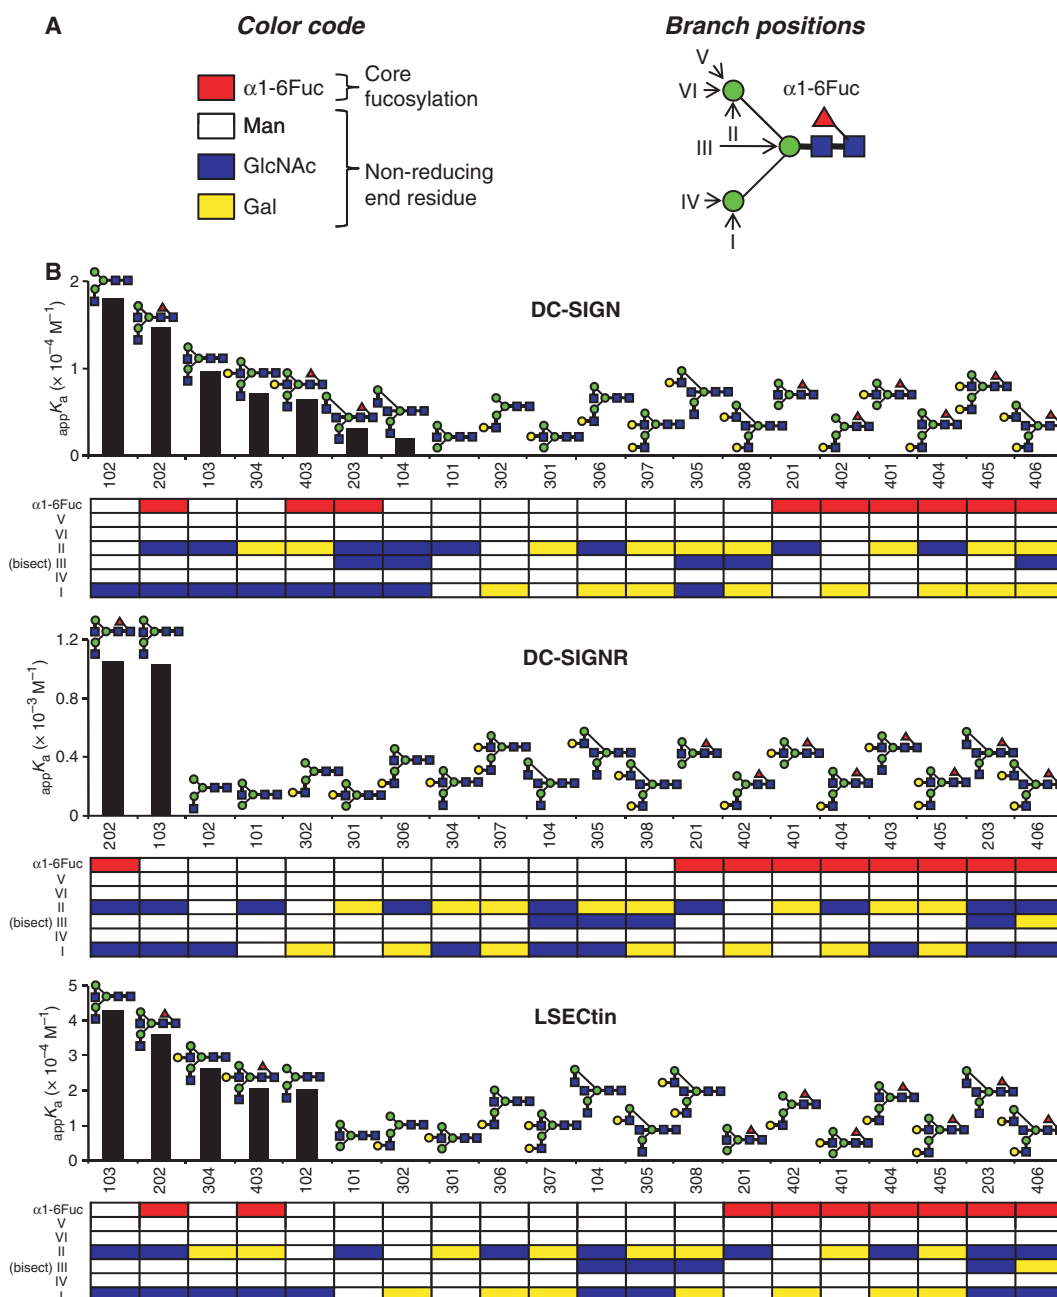 A
Color code
Branch positions
α1-6Fuc
Core fucosylation
Man
GlcNAc
Gal
Non-reducing end residue
V
VI
II
III
IV
I
α1-6Fuc
B
DC-SIGN
appKa (× 10⁻⁴ M⁻¹)
2
1
0
102 202 103 304 403 203 104 101 302 301 306 307 305 308 201 402 401 404 405 406
α1-6Fuc
V
VI
II
(bisect) III
IV
I
DC-SIGNR
appKa (× 10⁻³ M⁻¹)
1.2
0.8
0.4
0
202 103 102 101 302 301 306 304 307 104 305 308 201 402 401 404 403 405 203 406
α1-6Fuc
V
VI
II
(bisect) III
IV
I
LSECtin
appKa (× 10⁻⁴ M⁻¹)
5
4
3
2
1
0
103 202 304 403 102 101 302 301 306 307 104 305 308 201 402 401 404 405 203 406
α1-6Fuc
V
VI
II
(bisect) III
IV
I